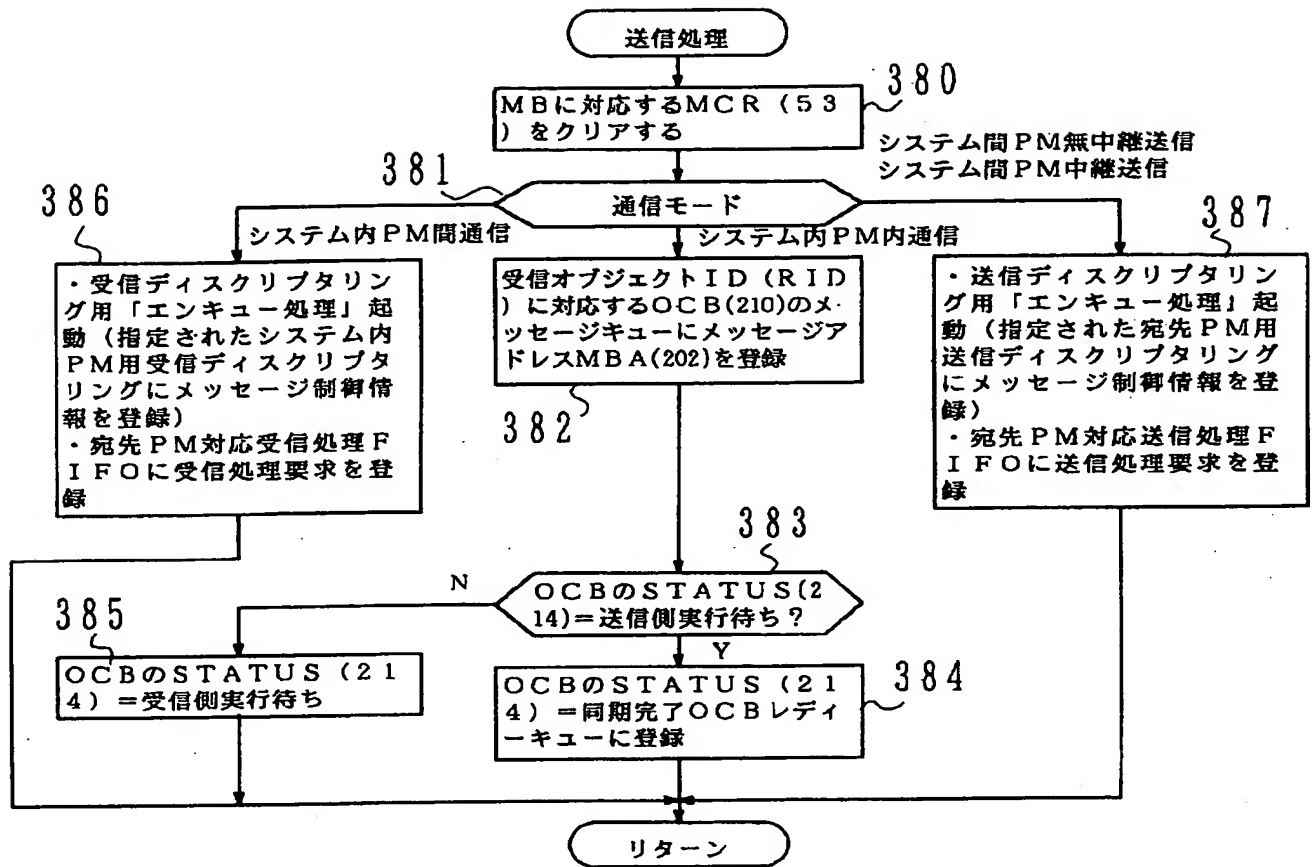 送信処理
380
MBに対応するMCR(53
)をクリアする
システム間PM無中継送信
システム間PM中継送信
381
通信モード
386
システム内PM間通信
システム内PM内通信
387
・受信ディスクリプタリン
グ用「エンキュー処理」起
動(指定されたシステム内
PM用受信ディスクリプタ
リングにメッセージ制御情
報を登録)
・宛先PM対応受信処理F
IFOに受信処理要求を登
録
受信オブジェクトID(RID
)に対応するOCB(210)のメ
ッセージキューにメッセージア
ドレスMBA(202)を登録
382
・送信ディスクリプタリン
グ用「エンキュー処理」起
動(指定された宛先PM用
送信ディスクリプタリング
にメッセージ制御情報を登
録)
・宛先PM対応送信処理F
IFOに送信処理要求を登
録
383
N
OCBのSTATUS(2
14)=送信側実行待ち?
Y
385
OCBのSTATUS(21
4)=受信側実行待ち
384
OCBのSTATUS(21
4)=同期完了OCBレディ
ーキューに登録
リターン